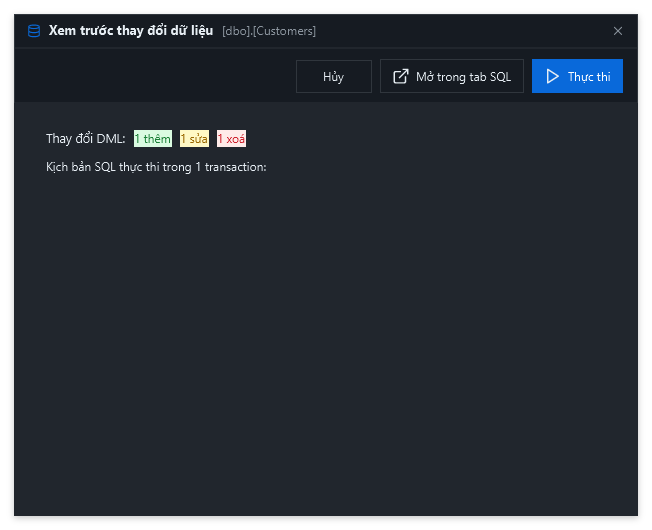 Xem trước thay đổi dữ liệu [dbo].[Customers]
Hủy Mở trong tab SQL Thực thi
Thay đổi DML: 1 thêm 1 sửa 1 xoá
Kịch bản SQL thực thi trong 1 transaction: